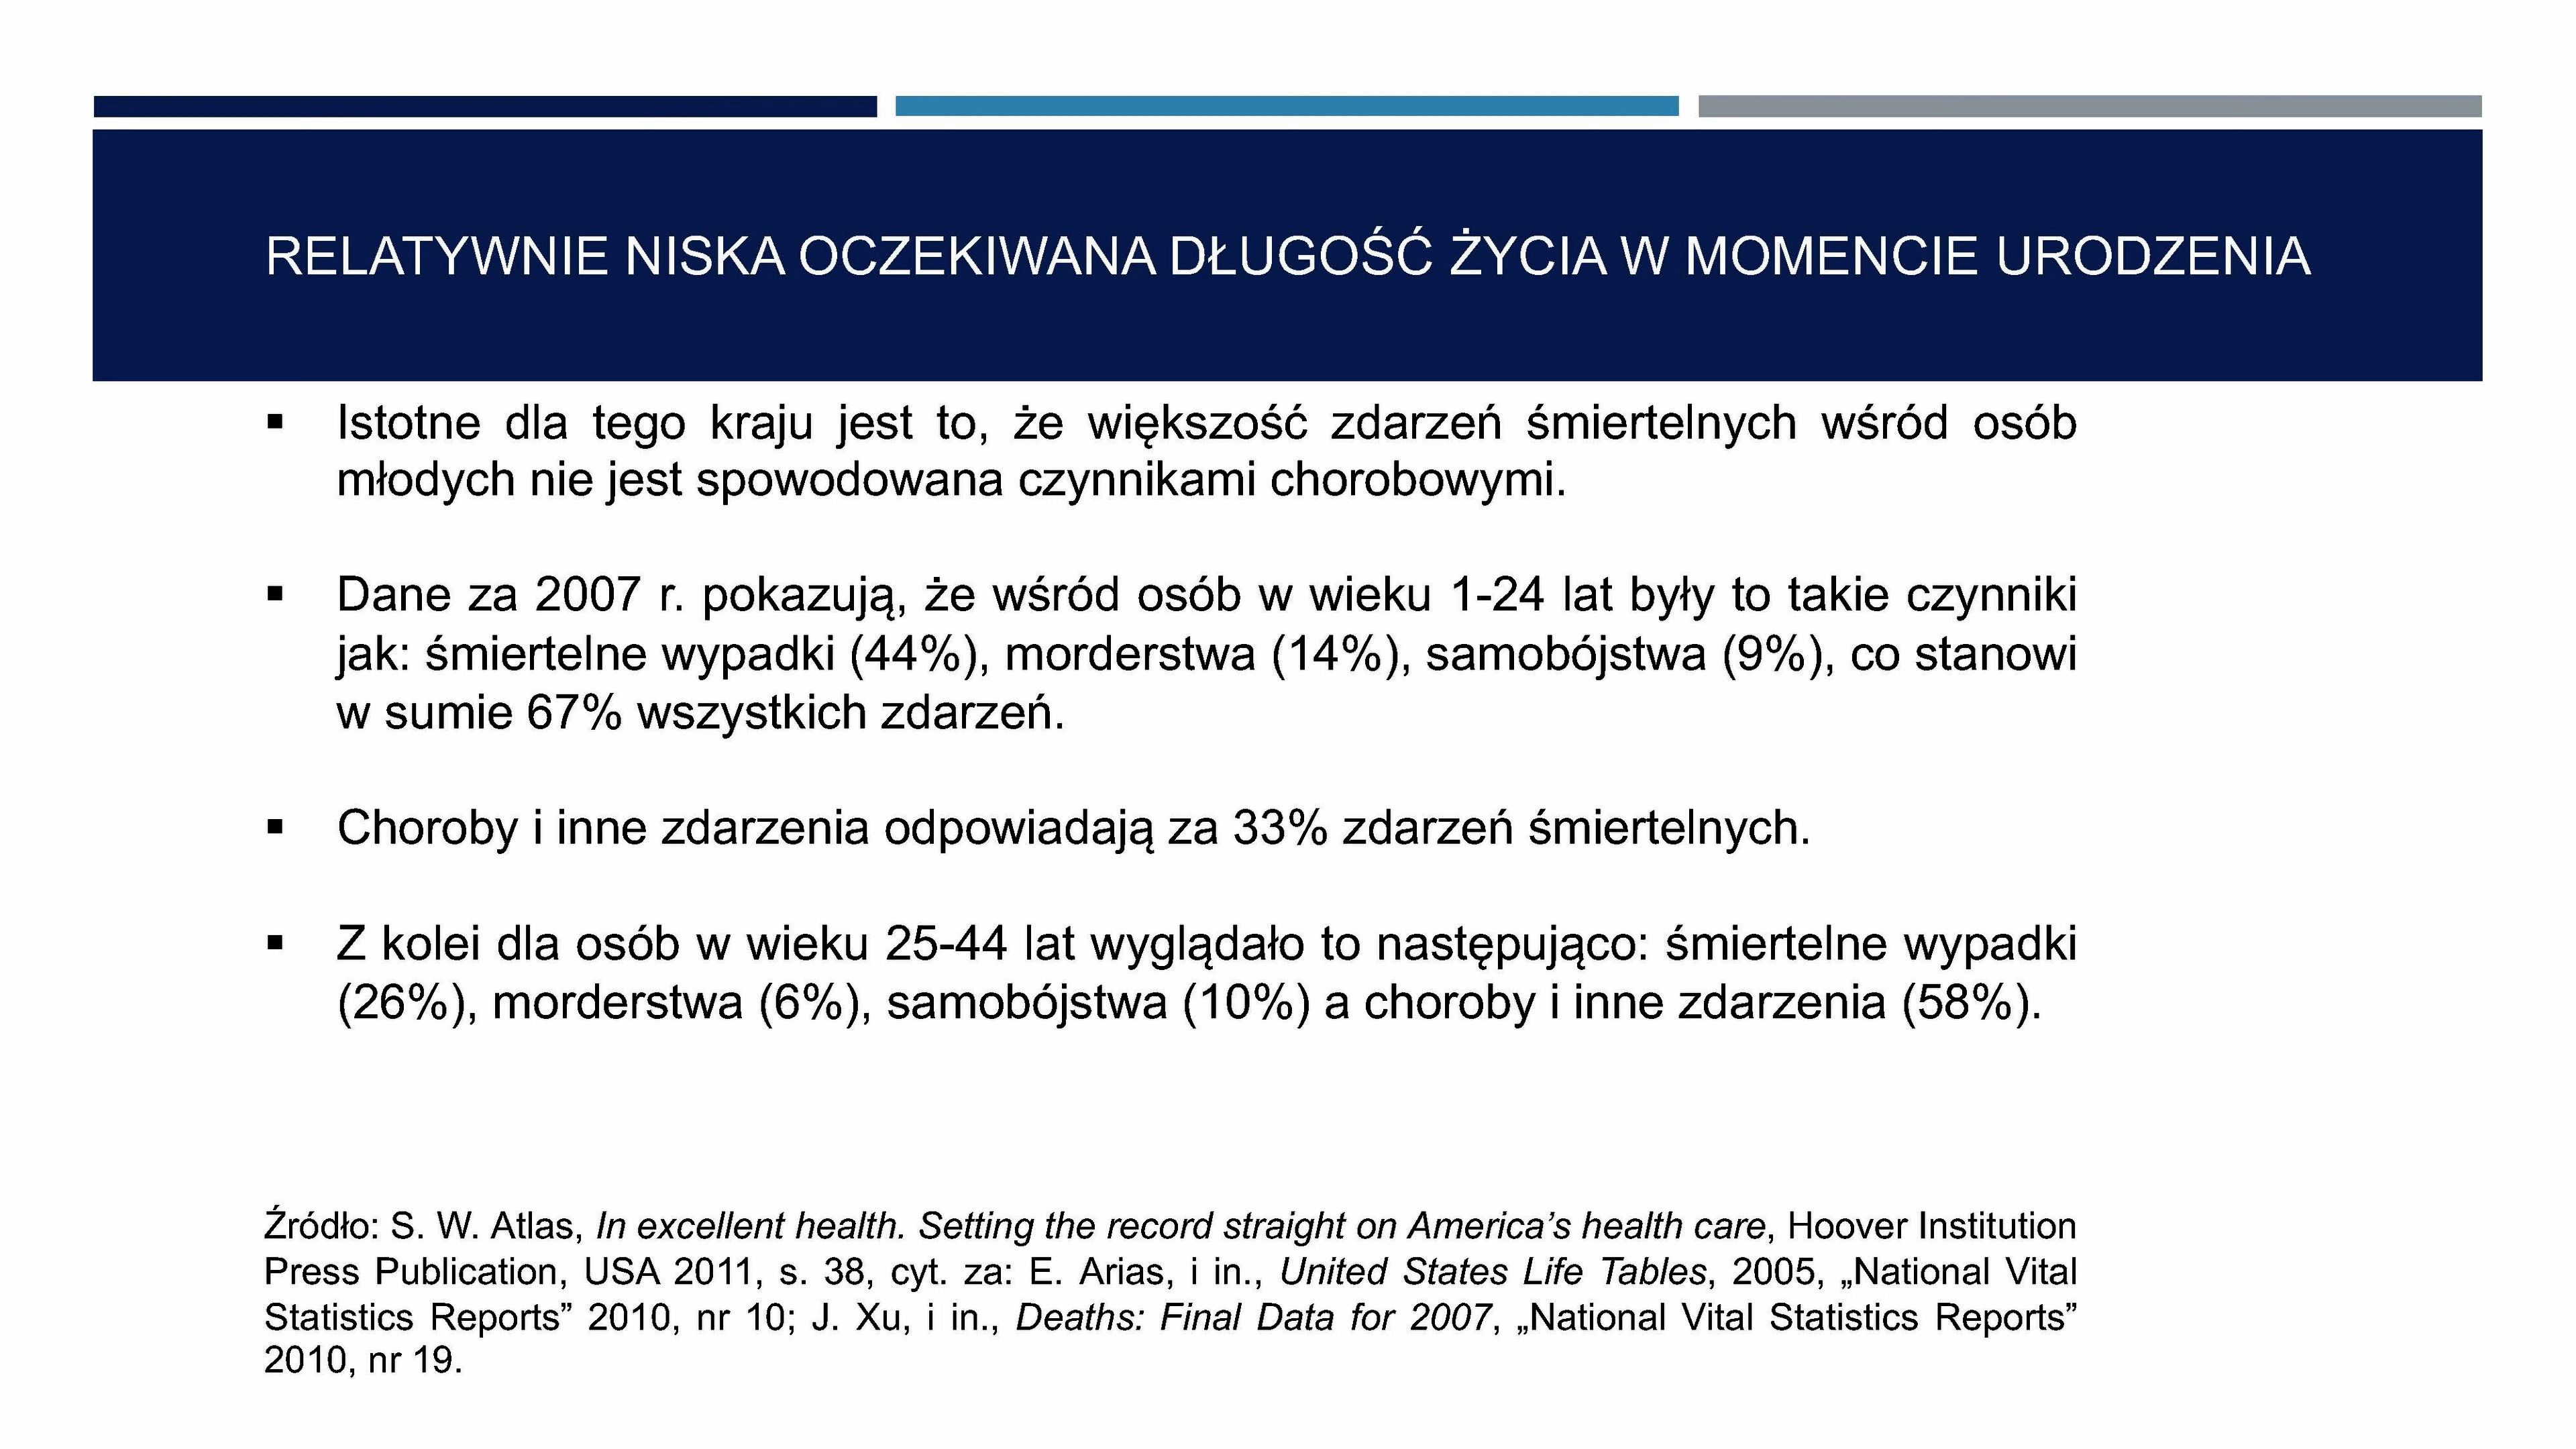 RELATYWNIE NISKA OCZEKIWANA DŁUGOŚĆ ŻYCIA W MOMENCIE URODZENIA
▪ Istotne dla tego kraju jest to, że większość zdarzeń śmiertelnych wśród osób
młodych nie jest spowodowana czynnikami chorobowymi.
▪ Dane za 2007 r. pokazują, że wśród osób w wieku 1-24 lat były to takie czynniki
jak: śmiertelne wypadki (44%), morderstwa (14%), samobójstwa (9%), co stanowi
w sumie 67% wszystkich zdarzeń.
▪ Choroby i inne zdarzenia odpowiadają za 33% zdarzeń śmiertelnych.
▪ Z kolei dla osób w wieku 25-44 lat wyglądało to następująco: śmiertelne wypadki
(26%), morderstwa (6%), samobójstwa (10%) a choroby i inne zdarzenia (58%).
Źródło: S. W. Atlas, In excellent health. Setting the record straight on America’s health care, Hoover Institution
Press Publication, USA 2011, s. 38, cyt. za: E. Arias, i in., United States Life Tables, 2005, „National Vital
Statistics Reports” 2010, nr 10; J. Xu, i in., Deaths: Final Data for 2007, „National Vital Statistics Reports”
2010, nr 19.